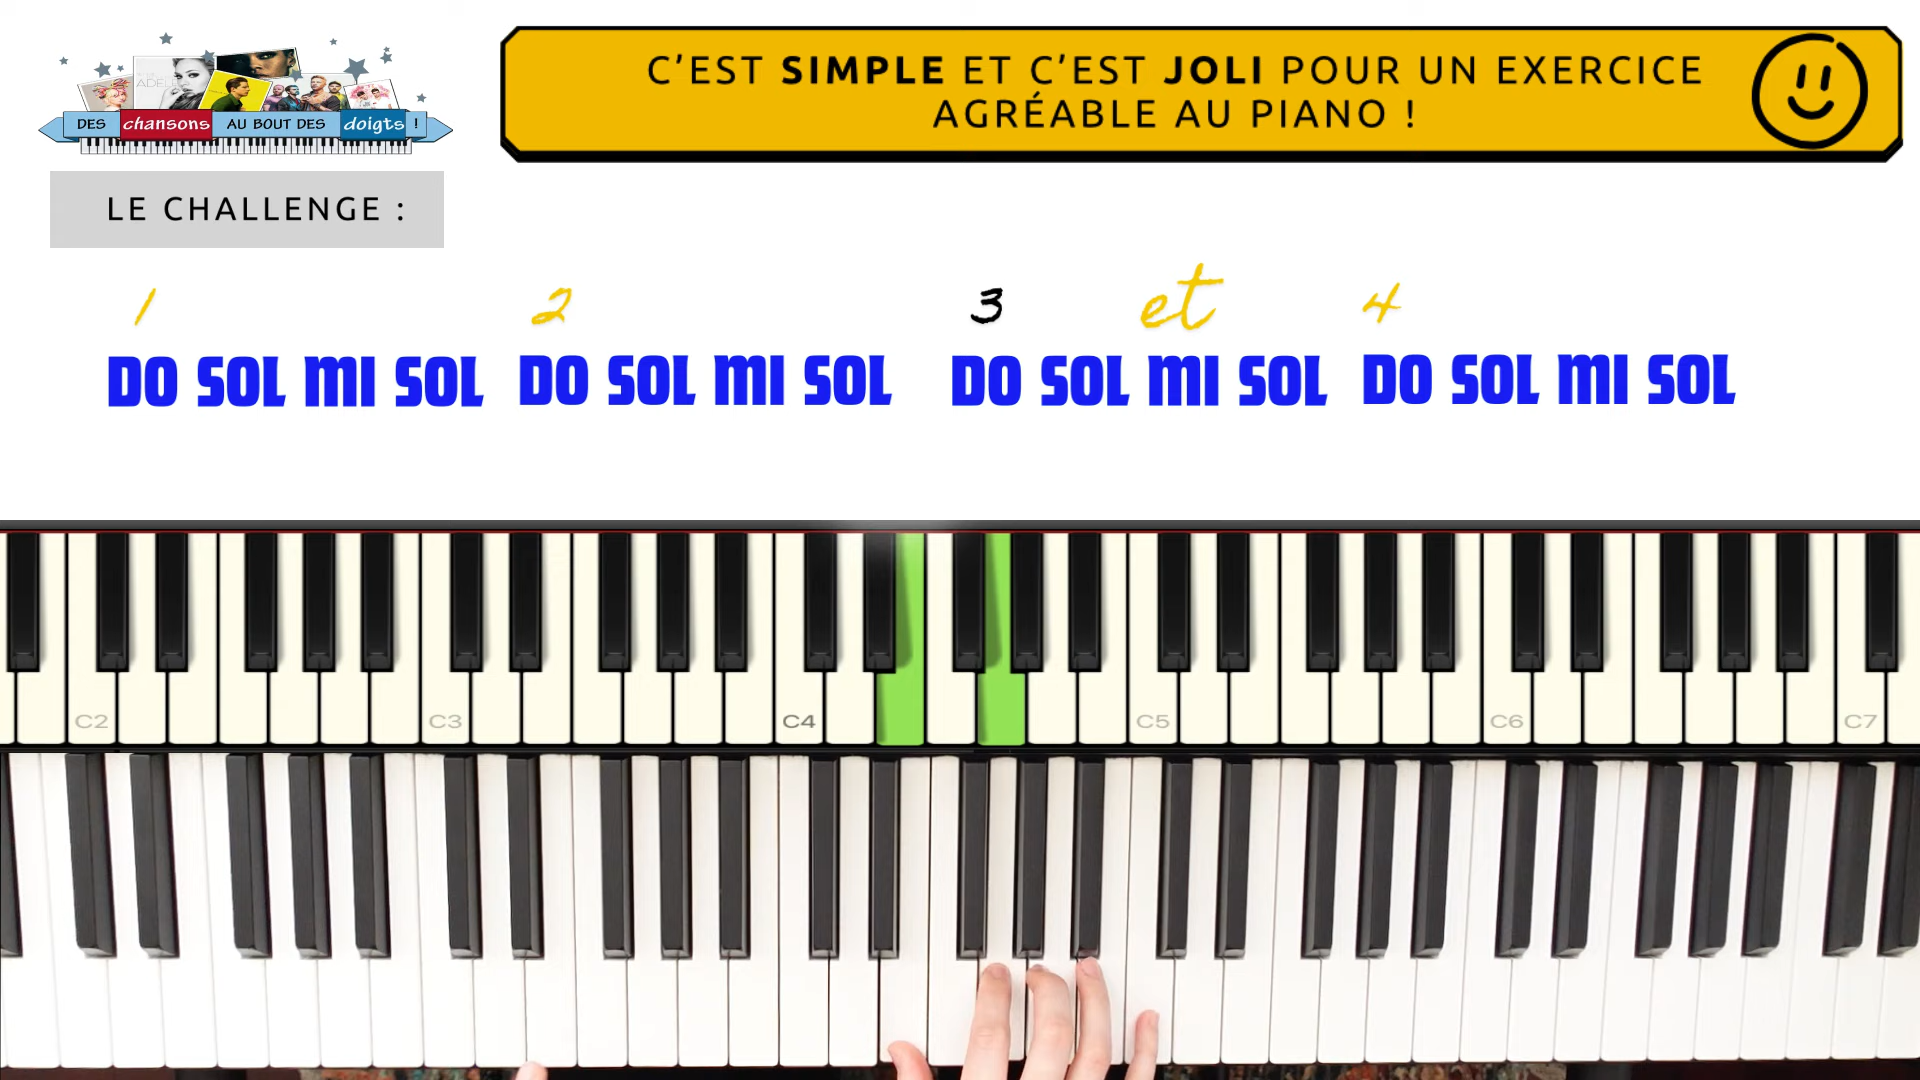 ADELE
DES chansons AU BOUT DES doigts !
C'EST SIMPLE ET C'EST JOLI POUR UN EXERCICE
AGRÉABLE AU PIANO !
LE CHALLENGE :
1 2 3 et 4
DO SOL MI SOL DO SOL MI SOL DO SOL MI SOL DO SOL MI SOL
C2 C3 C4 C5 C6 C7